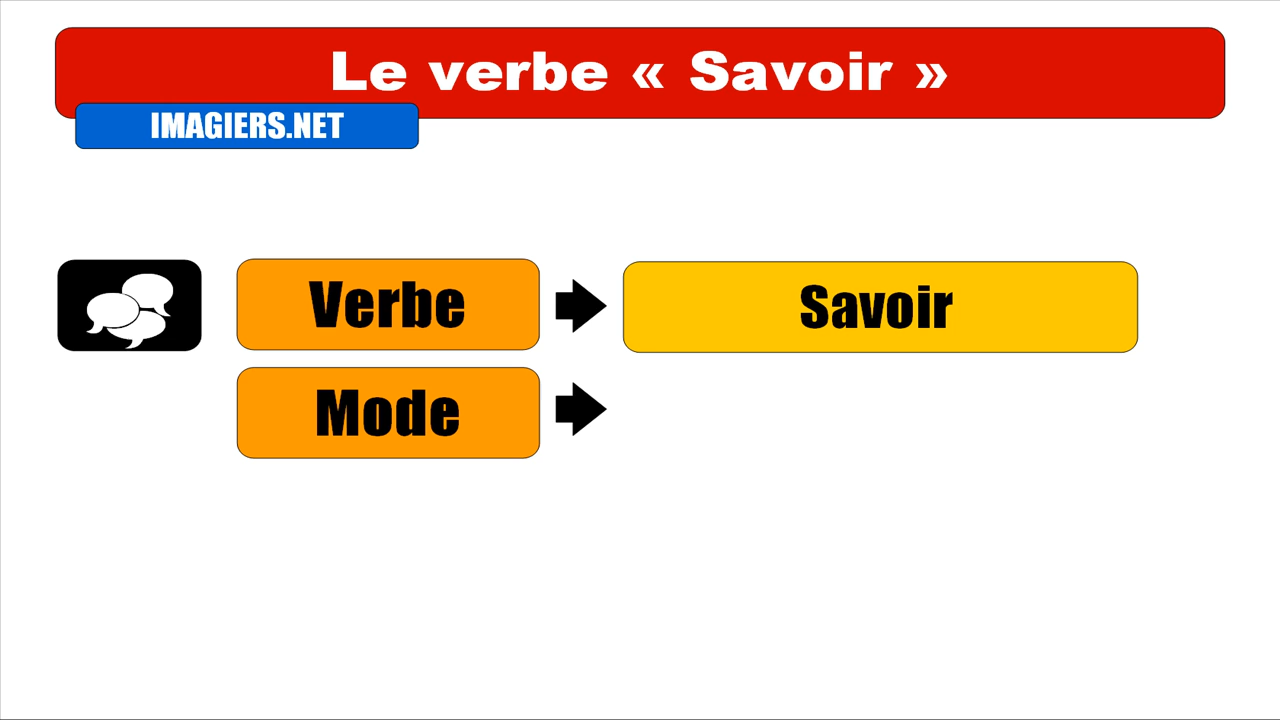 Le verbe « Savoir »
IMAGIERS.NET
Verbe
Savoir
Mode